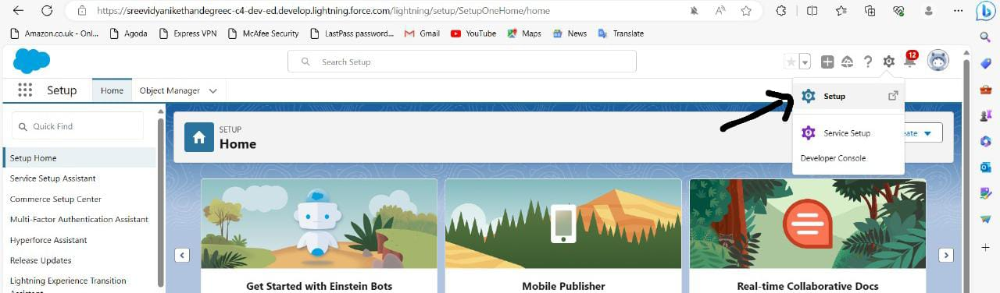 https://sreevidyanikethandegreec-c4-dev-ed.develop.lightning.force.com/lightning/setup/SetupOneHome/home
Amazon.co.uk - Onl... Agoda Express VPN McAfee Security LastPass password... Gmail YouTube Maps News Translate
Search Setup 12
Setup Home Object Manager
Setup
Quick Find
SETUP
Home
Service Setup eate
Developer Console
Setup Home
Service Setup Assistant
Commerce Setup Center
Multi-Factor Authentication Assistant
Hyperforce Assistant
Release Updates
Lightning Experience Transition
Assistant
Get Started with Einstein Bots Mobile Publisher Real-time Collaborative Docs